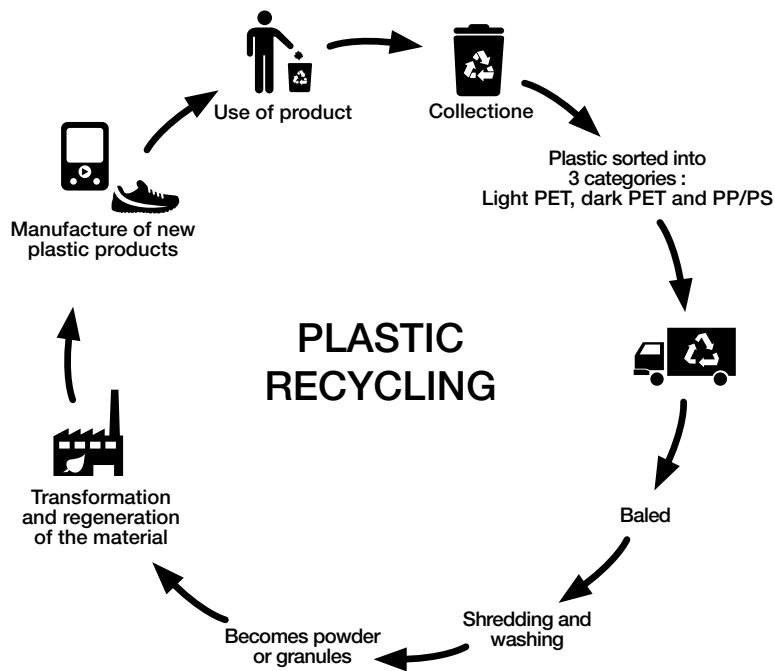 Use of product
Collectione
Plastic sorted into
3 categories :
Light PET, dark PET and PP/PS
Baled
Shredding and
washing
Becomes powder
or granules
Transformation
and regeneration
of the material
Manufacture of new
plastic products
PLASTIC
RECYCLING